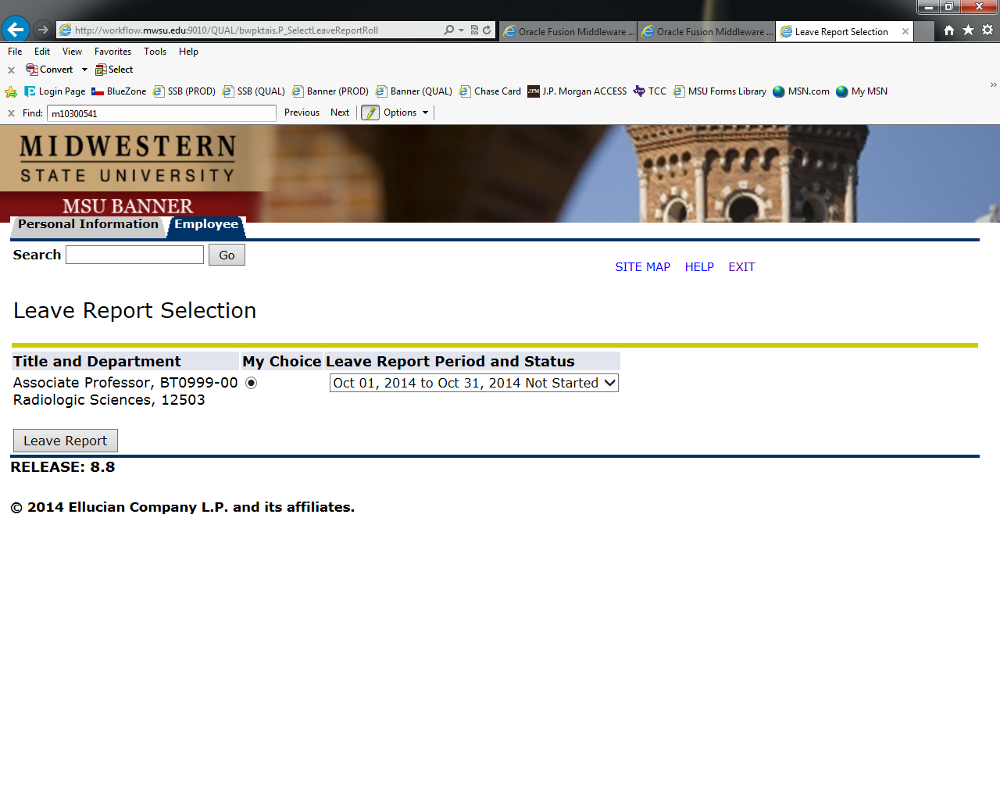 http://workflow.mwsu.edu:9010/QUAL/bwpktais.P_SelectLeaveReportRoll
Oracle Fusion Middleware ...
Oracle Fusion Middleware ...
Leave Report Selection
File Edit View Favorites Tools Help
x Convert Select
Login Page BlueZone SSB (PROD) SSB (QUAL) Banner (PROD) Banner (QUAL) Chase Card JPM J.P. Morgan ACCESS TCC MSU Forms Library MSN.com My MSN
x Find: m10300541 Previous Next Options
MIDWESTERN
STATE UNIVERSITY
MSU BANNER
Personal Information Employee
Search Go
SITE MAP HELP EXIT
Leave Report Selection
Title and Department My Choice Leave Report Period and Status
Associate Professor, BT0999-00 Oct 01, 2014 to Oct 31, 2014 Not Started
Radiologic Sciences, 12503
Leave Report
RELEASE: 8.8
© 2014 Ellucian Company L.P. and its affiliates.